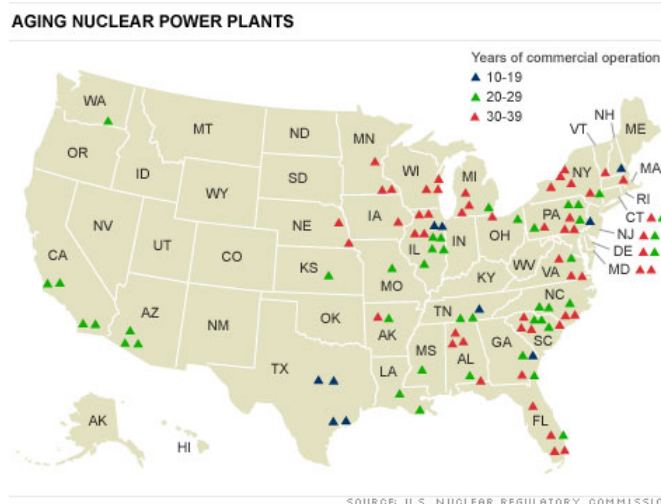 AGING NUCLEAR POWER PLANTS
Years of commercial operation
10-19
20-29
30-39
WA
MT
ND
MN
VT
NH
ME
OR
ID
SD
WI
MI
NY
MA
WY
RI
CT
NV
NE
IA
PA
NJ
UT
CO
IL
IN
OH
DE
CA
WV
VA
MD
KS
MO
KY
NC
AZ
NM
OK
AK
TN
SC
MS
AL
GA
TX
LA
AK
HI
FL
SOURCE: U.S. NUCLEAR REGULATORY COMMISSIO